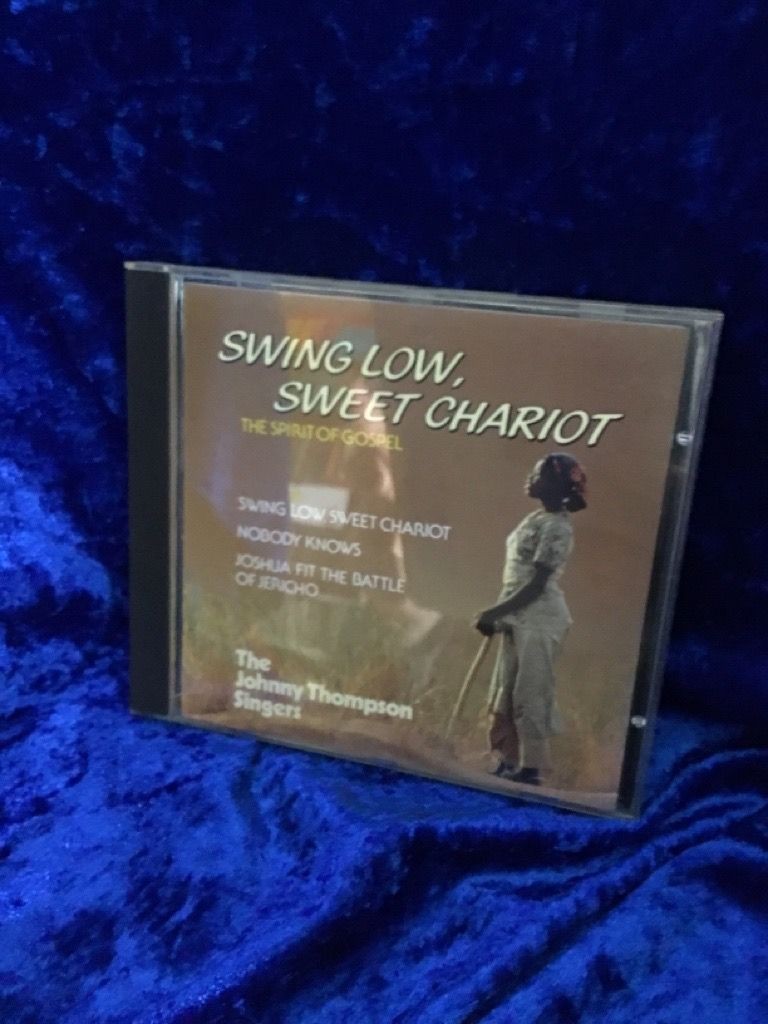 SWING LOW,
SWEET CHARIOT
THE SPIRIT OF GOSPEL
SWING LOW, SWEET CHARIOT
NOBODY KNOWS
JOSHUA FIT THE BATTLE
OF JERICHO
The
Johnny Thompson
Singers